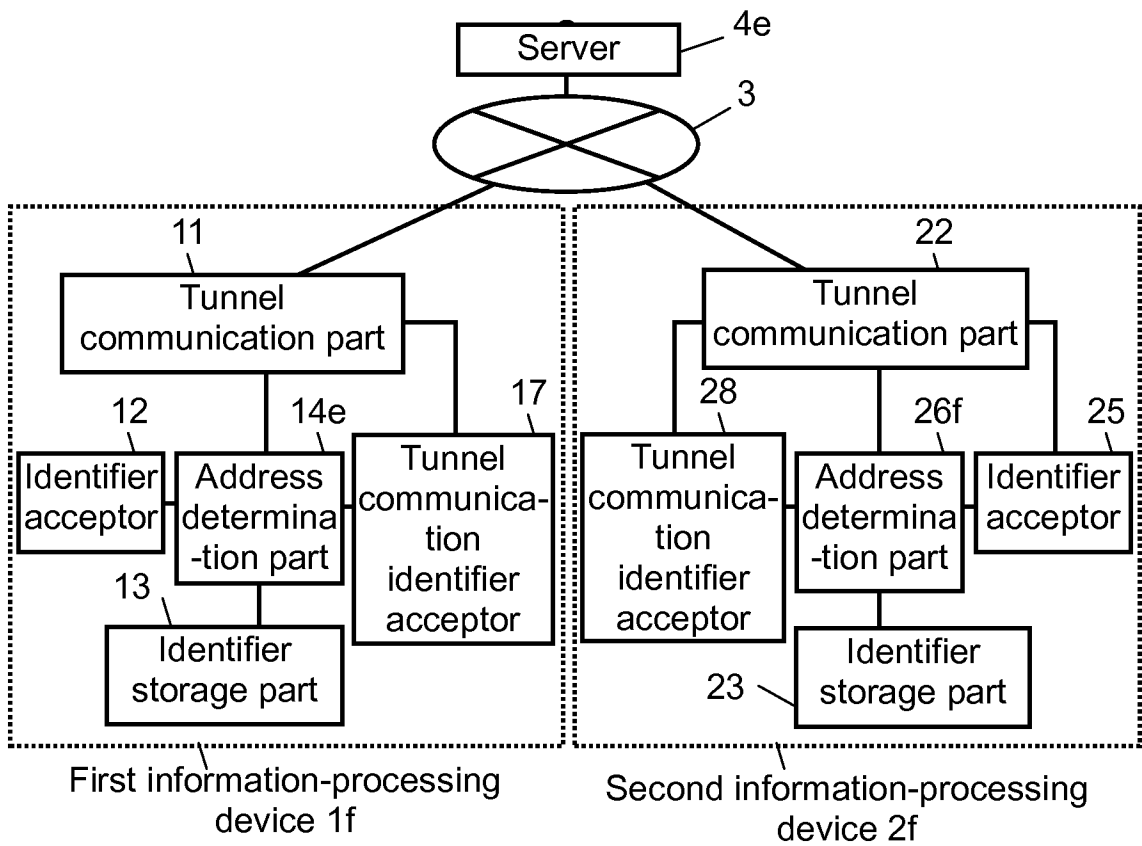 4e
Server
3
11
Tunnel
communication part
22
Tunnel
communication part
12
14e
17
28
26f
25
Identifier
acceptor
Address
determina
-tion part
Tunnel
communica-
tion
identifier
acceptor
Tunnel
communica-
tion
identifier
acceptor
Address
determina
-tion part
Identifier
acceptor
13
Identifier
storage part
23
Identifier
storage part
First information-processing
device 1f
Second information-processing
device 2f